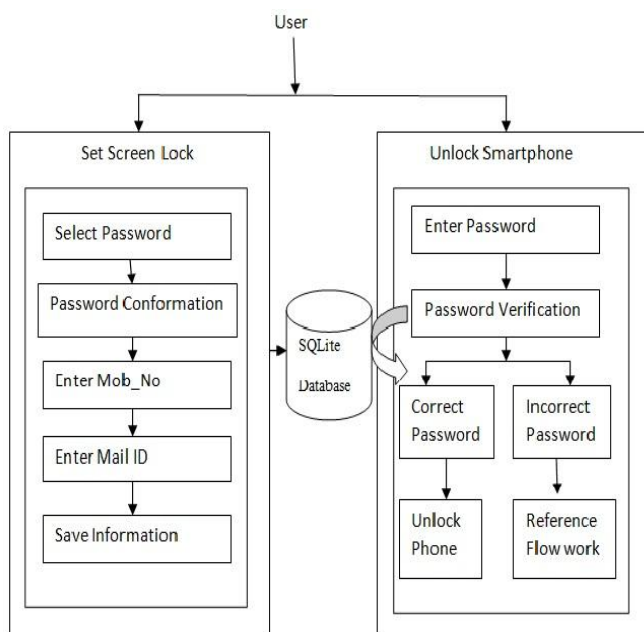 User
Set Screen Lock
Select Password
Password Conformation
Enter Mob_No
Enter Mail ID
Save Information
SQLite
Database
Unlock Smartphone
Enter Password
Password Verification
Correct
Password
Incorrect
Password
Unlock
Phone
Reference
Flow work